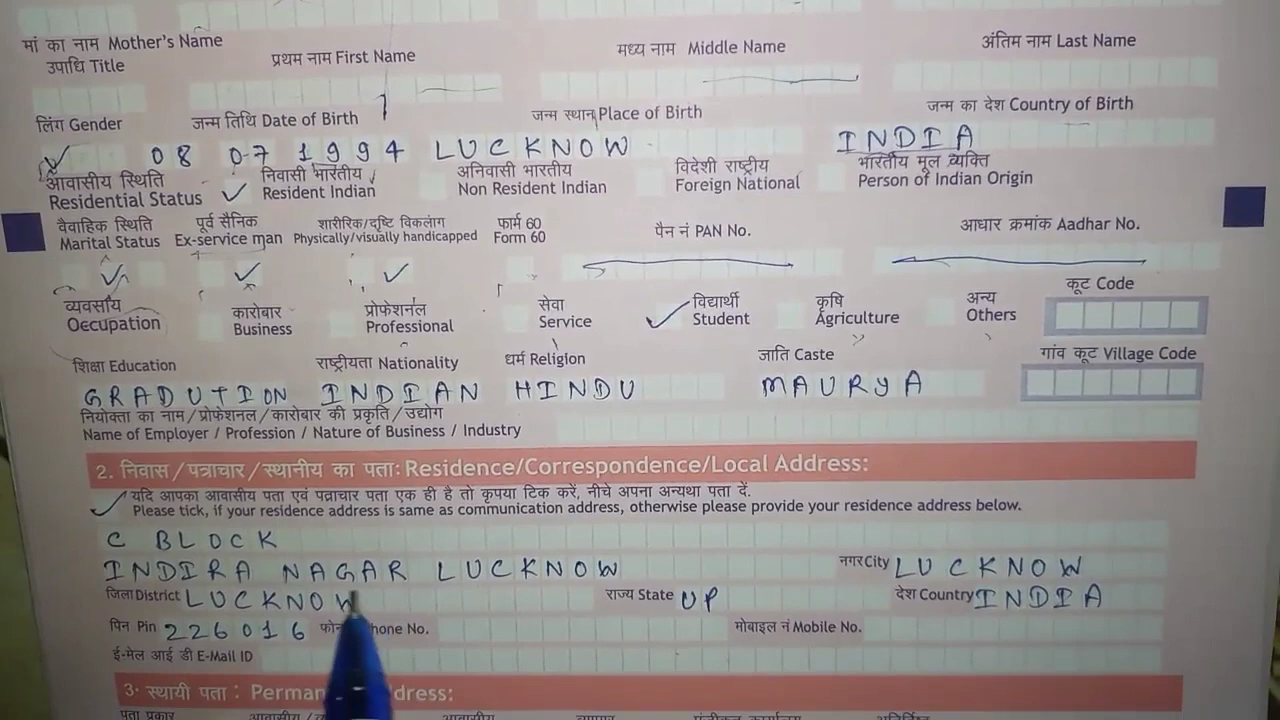 मां का नाम Mother's Name
उपाधि Title प्रथम नाम First Name मध्य नाम Middle Name अंतिम नाम Last Name
लिंग Gender जन्म तिथि Date of Birth जन्म स्थान Place of Birth जन्म का देश Country of Birth
08 07 1994 LUCKNOW INDIA
आवासीय स्थिति निवासी भारतीय अनिवासी भारतीय विदेशी राष्ट्रीय भारतीय मूल व्यक्ति
Residential Status Resident Indian Non Resident Indian Foreign National Person of Indian Origin
वैवाहिक स्थिति पूर्व सैनिक शारीरिक/दृष्टि विकलांग फार्म 60 पैन नं PAN No. आधार क्रमांक Aadhar No.
Marital Status Ex-service man Physically/visually handicapped Form 60
कूट Code
व्यवसाय कारोबार प्रोफेशनल सेवा विद्यार्थी कृषि अन्य
Occupation Business Professional Service Student Agriculture Others
शिक्षा Education राष्ट्रीयता Nationality धर्म Religion जाति Caste गांव कूट Village Code
GRADUTION INDIAN HINDU MAURYA
नियोक्ता का नाम/प्रोफेशनल/कारोबार की प्रकृति/उद्योग
Name of Employer / Profession / Nature of Business / Industry
2. निवास/पत्राचार/स्थानीय का पता: Residence/Correspondence/Local Address:
यदि आपका आवासीय पता एवं पत्राचार पता एक ही है तो कृपया टिक करें, नीचे अपना अन्यथा पता दें.
Please tick, if your residence address is same as communication address, otherwise please provide your residence address below.
C BLOCK
INDIRA NAGAR LUCKNOW नगर City LUCKNOW
जिला District LUCKNOW राज्य State UP देश Country INDIA
पिन Pin 226016 No. मोबाइल नं Mobile No.
ई-मेल आई डी E-Mail ID
3. स्थायी पता :